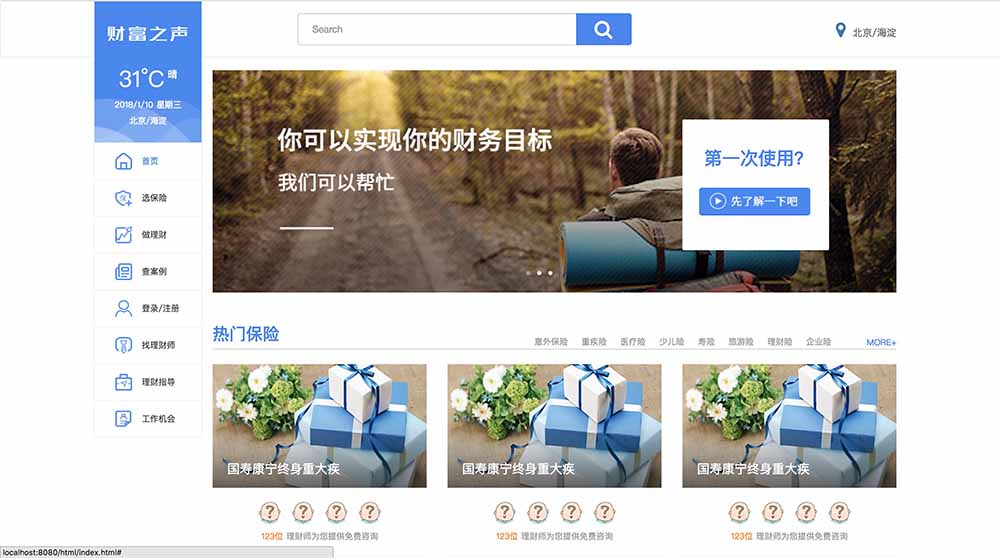 财富之声
Search
北京/海淀
31°C 晴
2018/1/10 星期三
北京/海淀
首页
选保险
做理财
查案例
登录/注册
找理财师
理财指导
工作机会
你可以实现你的财务目标
我们可以帮忙
第一次使用?
先了解一下吧
热门保险
意外保险 重疾险 医疗险 少儿险 寿险 旅游险 理财险 企业险 MORE+
国寿康宁终身重大疾
国寿康宁终身重大疾
国寿康宁终身重大疾
? ? ? ?
? ? ? ?
? ? ? ?
123位 理财师为您提供免费咨询
123位 理财师为您提供免费咨询
123位 理财师为您提供免费咨询
localhost:8080/html/index.html#